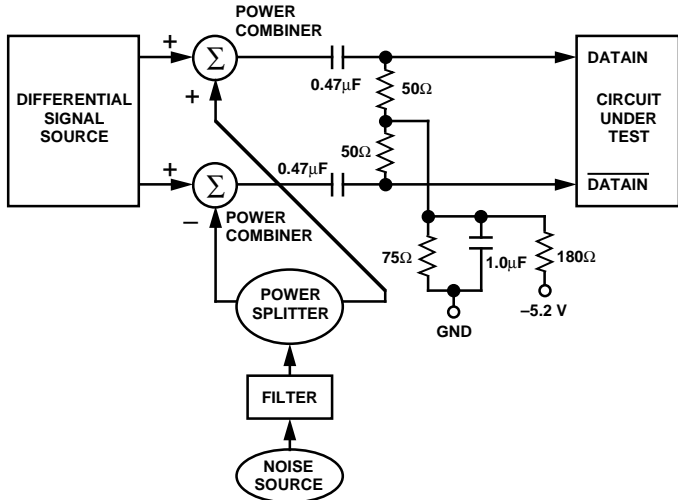 POWER
COMBINER
+
Σ
+
0.47µF
50Ω
DATAIN
DIFFERENTIAL
SIGNAL
SOURCE
CIRCUIT
UNDER
TEST
50Ω
0.47µF
+
Σ
–
POWER
COMBINER
D̅A̅T̅A̅I̅N̅
75Ω
1.0µF
180Ω
–5.2 V
GND
POWER
SPLITTER
FILTER
NOISE
SOURCE